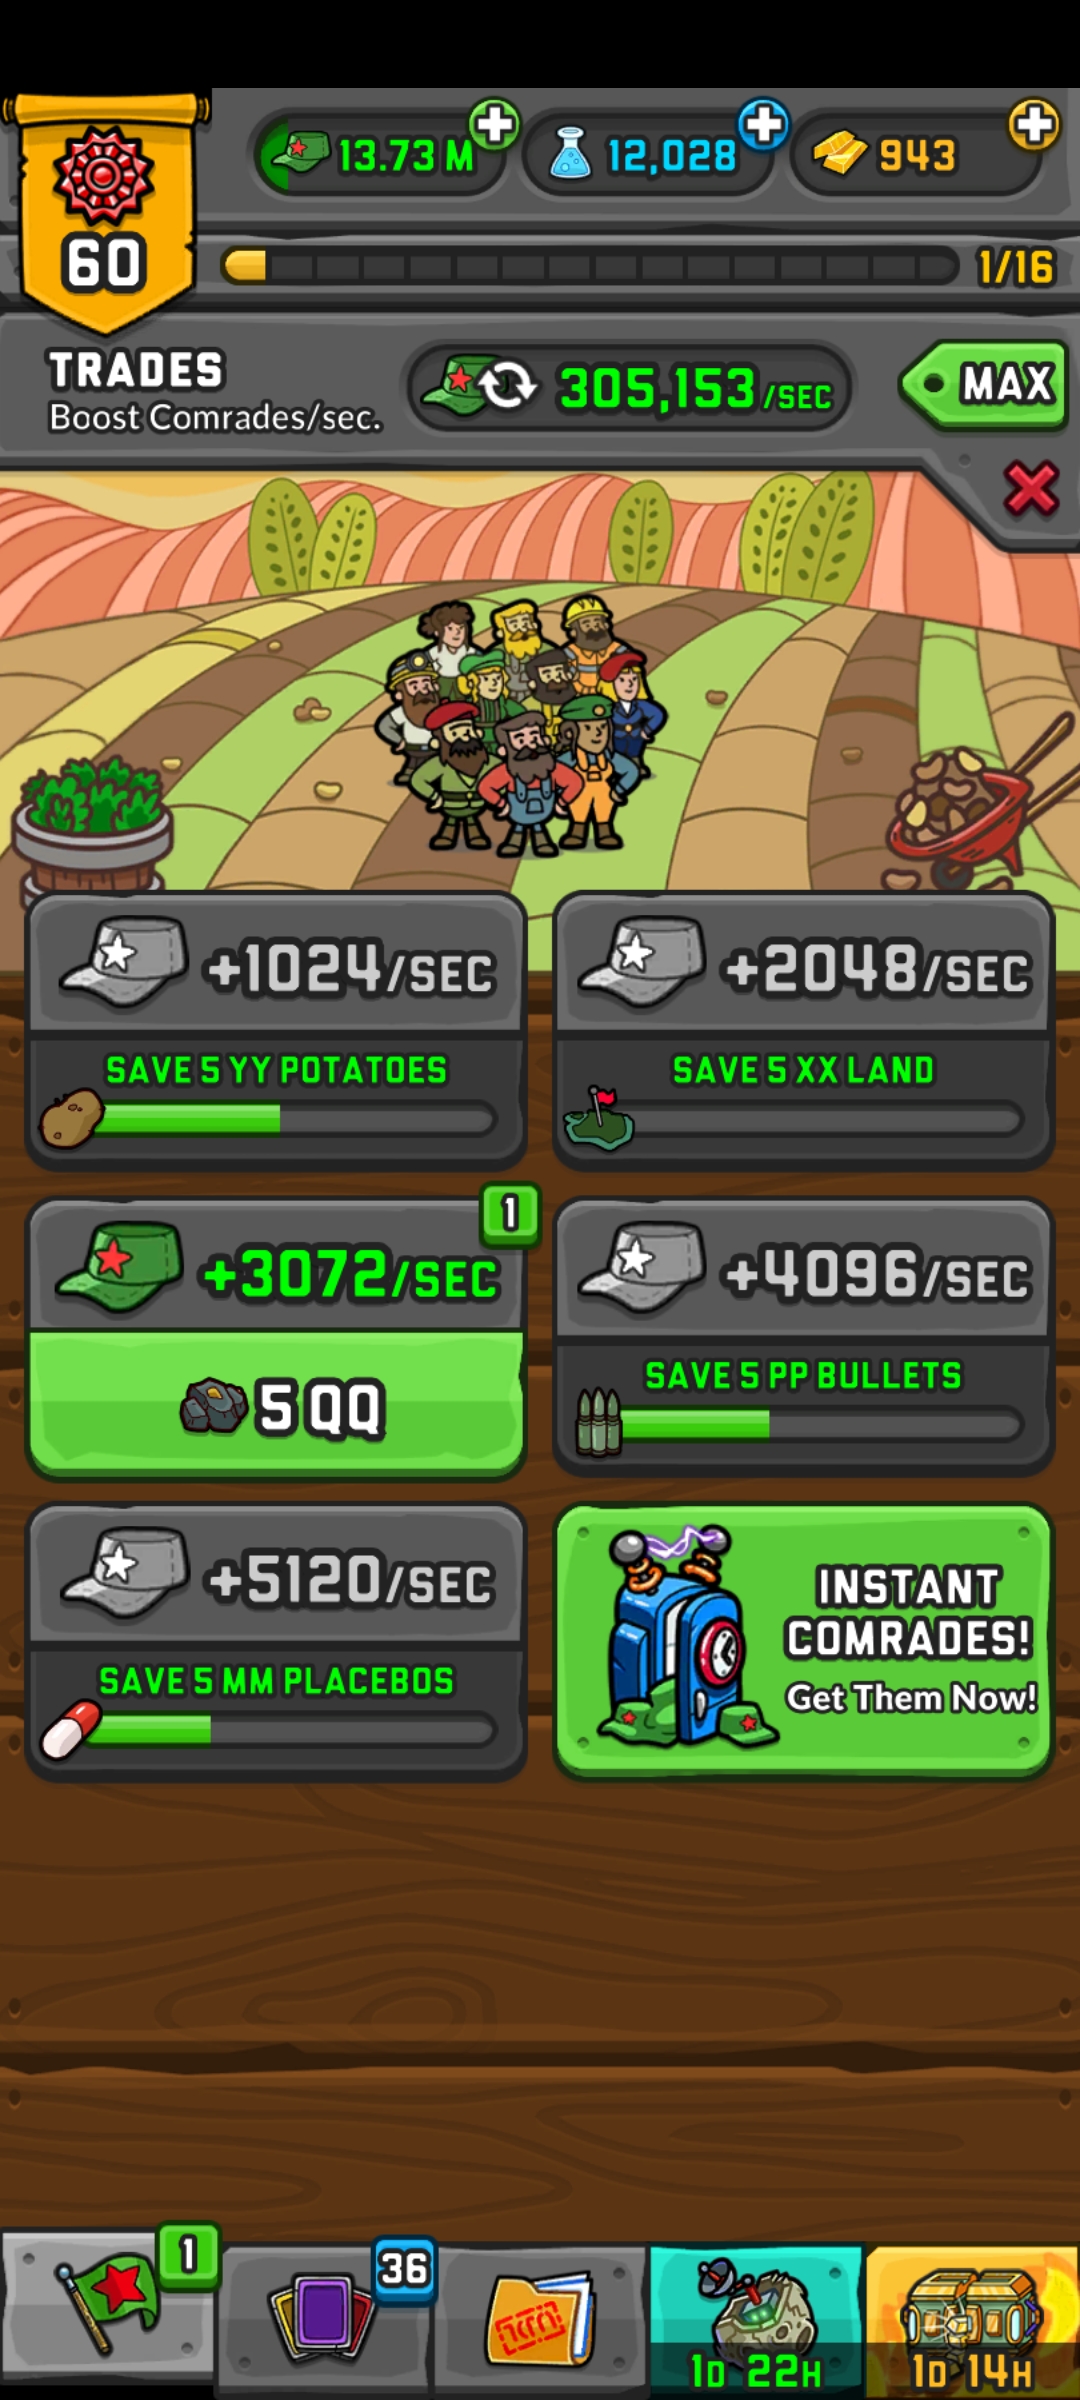 13.73 M
12,028
943
60
1/16
TRADES
Boost Comrades/sec.
305,153/SEC
MAX
+1024/SEC
SAVE 5 YY POTATOES
+2048/SEC
SAVE 5 XX LAND
1
+3072/SEC
5 QQ
+4096/SEC
SAVE 5 PP BULLETS
+5120/SEC
SAVE 5 MM PLACEBOS
INSTANT
COMRADES!
Get Them Now!
1
36
1D 22H
1D 14H